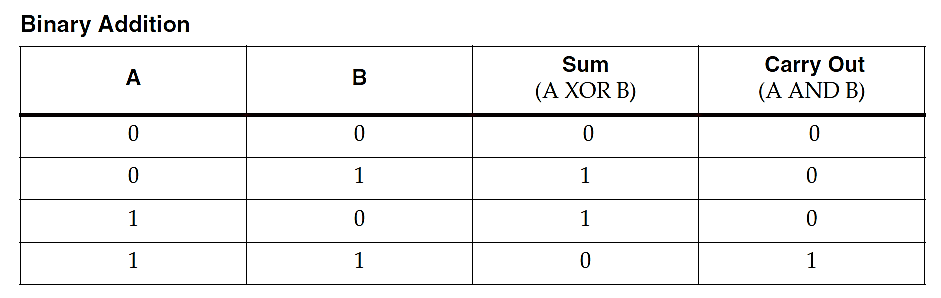 Binary Addition
A B Sum Carry Out
(A XOR B) (A AND B)
0 0 0 0
0 1 1 0
1 0 1 0
1 1 0 1